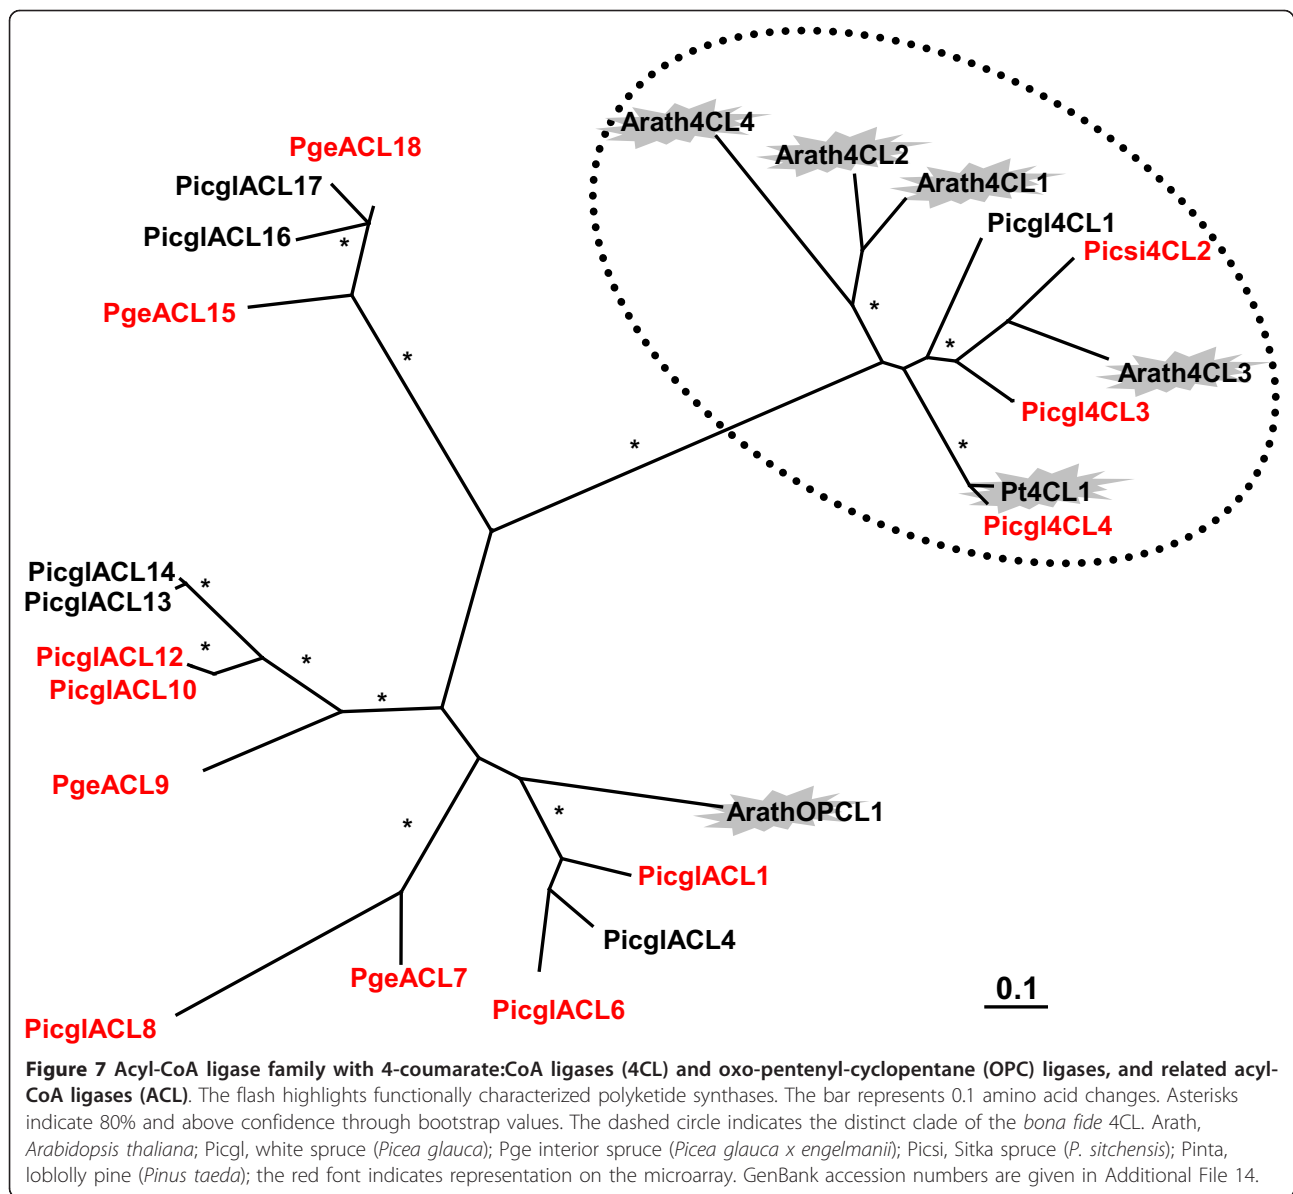 Arath4CL4
Arath4CL2
PgeACL18
Arath4CL1
PicglACL17
Picgl4CL1
PicglACL16
*
Picsi4CL2
PgeACL15
*
*
*
Arath4CL3
Picgl4CL3
*
*
Pt4CL1
Picgl4CL4
PicglACL14
*
PicglACL13
*
PicglACL12
*
PicglACL10
*
PgeACL9
ArathOPCL1
*
*
PicglACL1
PicglACL4
PgeACL7
0.1
PicglACL6
PicglACL8
Figure 7 Acyl-CoA ligase family with 4-coumarate:CoA ligases (4CL) and oxo-pentenyl-cyclopentane (OPC) ligases, and related acyl-
CoA ligases (ACL). The flash highlights functionally characterized polyketide synthases. The bar represents 0.1 amino acid changes. Asterisks
indicate 80% and above confidence through bootstrap values. The dashed circle indicates the distinct clade of the bona fide 4CL. Arath,
Arabidopsis thaliana; Picgl, white spruce (Picea glauca); Pge interior spruce (Picea glauca x engelmanii); Picsi, Sitka spruce (P. sitchensis); Pinta,
loblolly pine (Pinus taeda); the red font indicates representation on the microarray. GenBank accession numbers are given in Additional File 14.